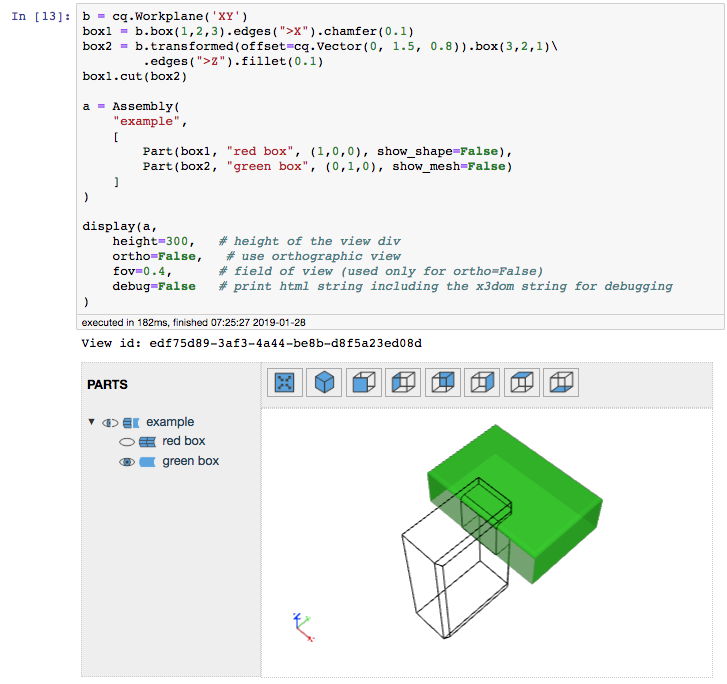 In [13]:
b = cq.Workplane('XY')
box1 = b.box(1,2,3).edges(">X").chamfer(0.1)
box2 = b.transformed(offset=cq.Vector(0, 1.5, 0.8)).box(3,2,1)\
        .edges(">Z").fillet(0.1)
box1.cut(box2)

a = Assembly(
    "example",
    [
        Part(box1, "red box", (1,0,0), show_shape=False),
        Part(box2, "green box", (0,1,0), show_mesh=False)
    ]
)

display(a,
    height=300,   # height of the view div
    ortho=False,   # use orthographic view
    fov=0.4,      # field of view (used only for ortho=False)
    debug=False   # print html string including the x3dom string for debugging
)
executed in 182ms, finished 07:25:27 2019-01-28
View id: edf75d89-3af3-4a44-be8b-d8f5a23ed08d
PARTS
example
red box
green box